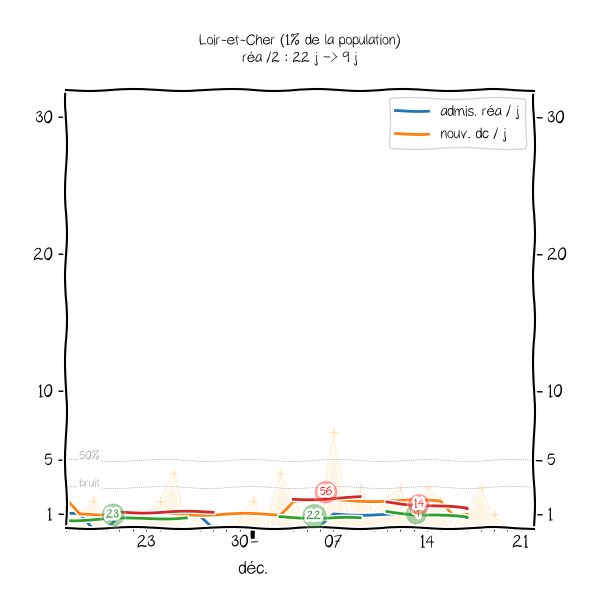 Loir-et-Cher (1% de la population)
réa /2 : 22 j -> 9 j
admis. réa / j
nouv. dc / j
30 30
20 20
10 10
5 50% 5
bruit
1 1
56
14
23 22
23 30 07 14 21
déc.